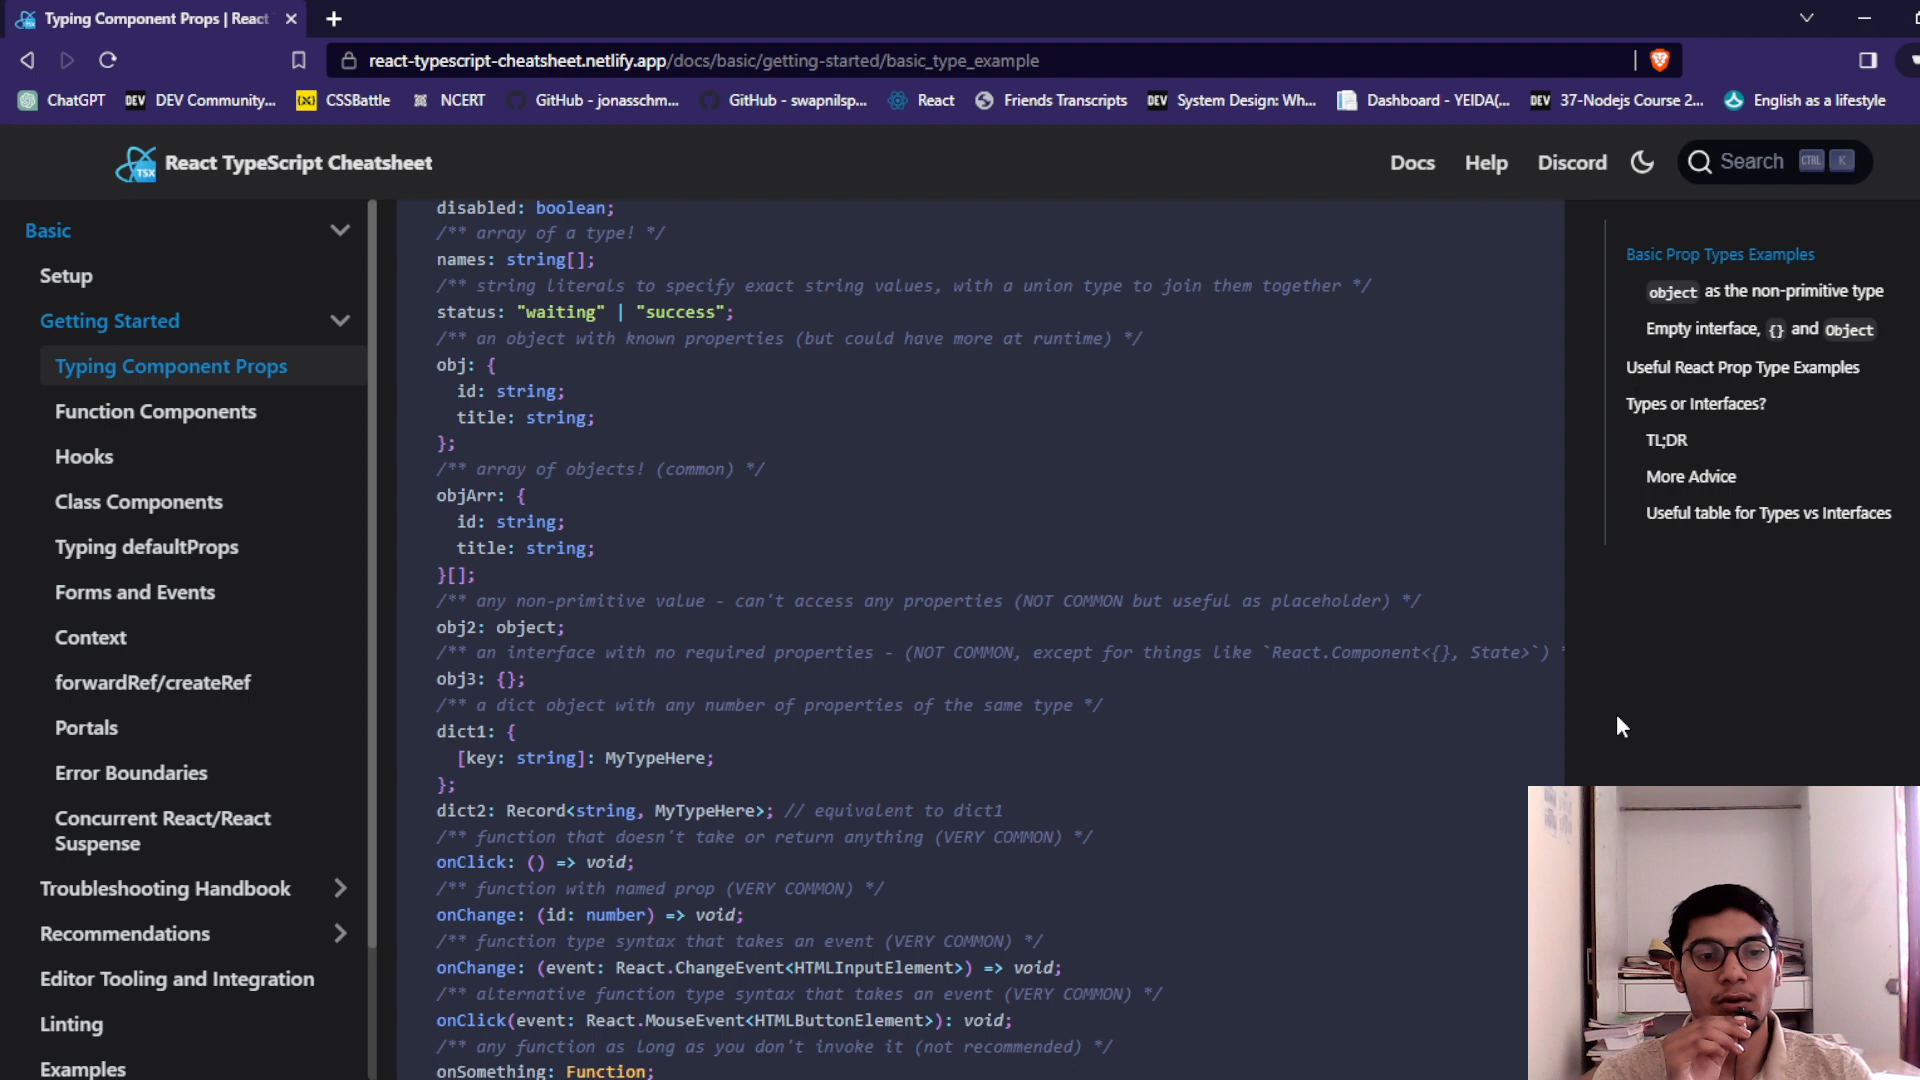 Typing Component Props | React
react-typescript-cheatsheet.netlify.app/docs/basic/getting-started/basic_type_example
ChatGPT
DEV Community...
CSSBattle
NCERT
GitHub - jonasschm...
GitHub - swapnilsp...
React
Friends Transcripts
System Design: Wh...
Dashboard - YEIDA(...
37-Nodejs Course 2...
English as a lifestyle
React TypeScript Cheatsheet
Docs
Help
Discord
Search CTRL K
Basic
Setup
Getting Started
Typing Component Props
Function Components
Hooks
Class Components
Typing defaultProps
Forms and Events
Context
forwardRef/createRef
Portals
Error Boundaries
Concurrent React/React
Suspense
Troubleshooting Handbook
Recommendations
Editor Tooling and Integration
Linting
Examples
disabled: boolean;
/** array of a type! */
names: string[];
/** string literals to specify exact string values, with a union type to join them together */
status: "waiting" | "success";
/** an object with known properties (but could have more at runtime) */
obj: {
id: string;
title: string;
};
/** array of objects! (common) */
objArr: {
id: string;
title: string;
}[];
/** any non-primitive value - can't access any properties (NOT COMMON but useful as placeholder) */
obj2: object;
/** an interface with no required properties - (NOT COMMON, except for things like `React.Component<{}, State>`) *
obj3: {};
/** a dict object with any number of properties of the same type */
dict1: {
[key: string]: MyTypeHere;
};
dict2: Record<string, MyTypeHere>; // equivalent to dict1
/** function that doesn't take or return anything (VERY COMMON) */
onClick: () => void;
/** function with named prop (VERY COMMON) */
onChange: (id: number) => void;
/** function type syntax that takes an event (VERY COMMON) */
onChange: (event: React.ChangeEvent<HTMLInputElement>) => void;
/** alternative function type syntax that takes an event (VERY COMMON) */
onClick(event: React.MouseEvent<HTMLButtonElement>): void;
/** any function as long as you don't invoke it (not recommended) */
onSomething: Function;
Basic Prop Types Examples
object as the non-primitive type
Empty interface, {} and Object
Useful React Prop Type Examples
Types or Interfaces?
TL;DR
More Advice
Useful table for Types vs Interfaces